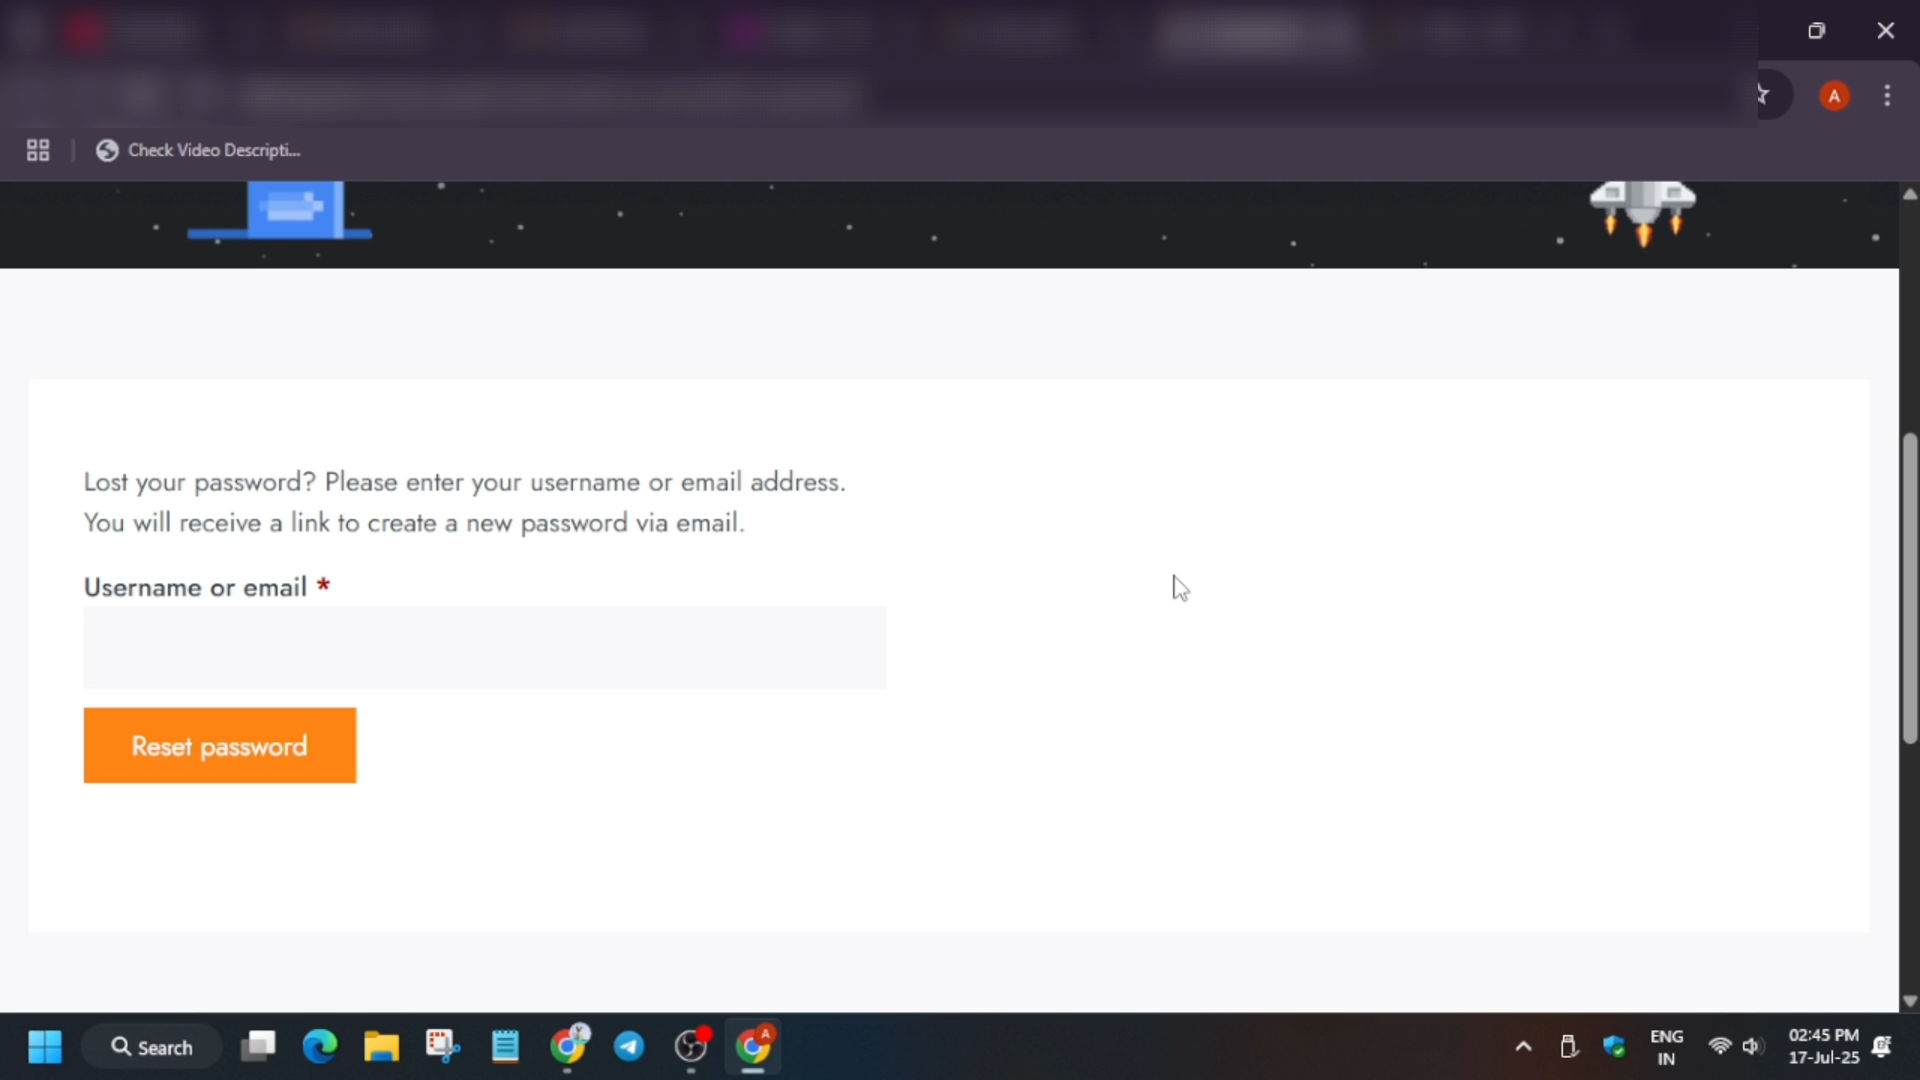 A
Check Video Descripti...
Lost your password? Please enter your username or email address.
You will receive a link to create a new password via email.
Username or email *
Reset password
Search
A
ENG
IN
02:45 PM
17-Jul-25